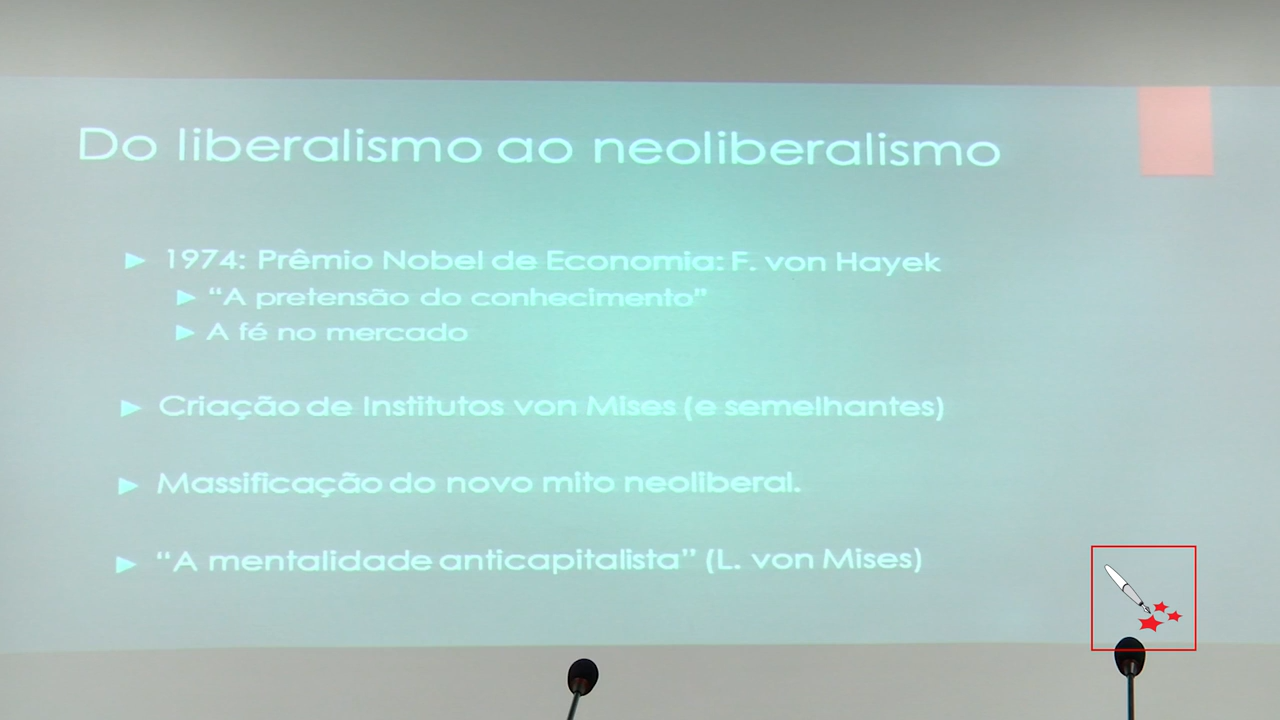 Do liberalismo ao neoliberalismo
1974: Prêmio Nobel de Economia: F. von Hayek
“A pretensão do conhecimento”
A fé no mercado
Criação de Institutos von Mises (e semelhantes)
Massificação do novo mito neoliberal.
“A mentalidade anticapitalista” (L. von Mises)